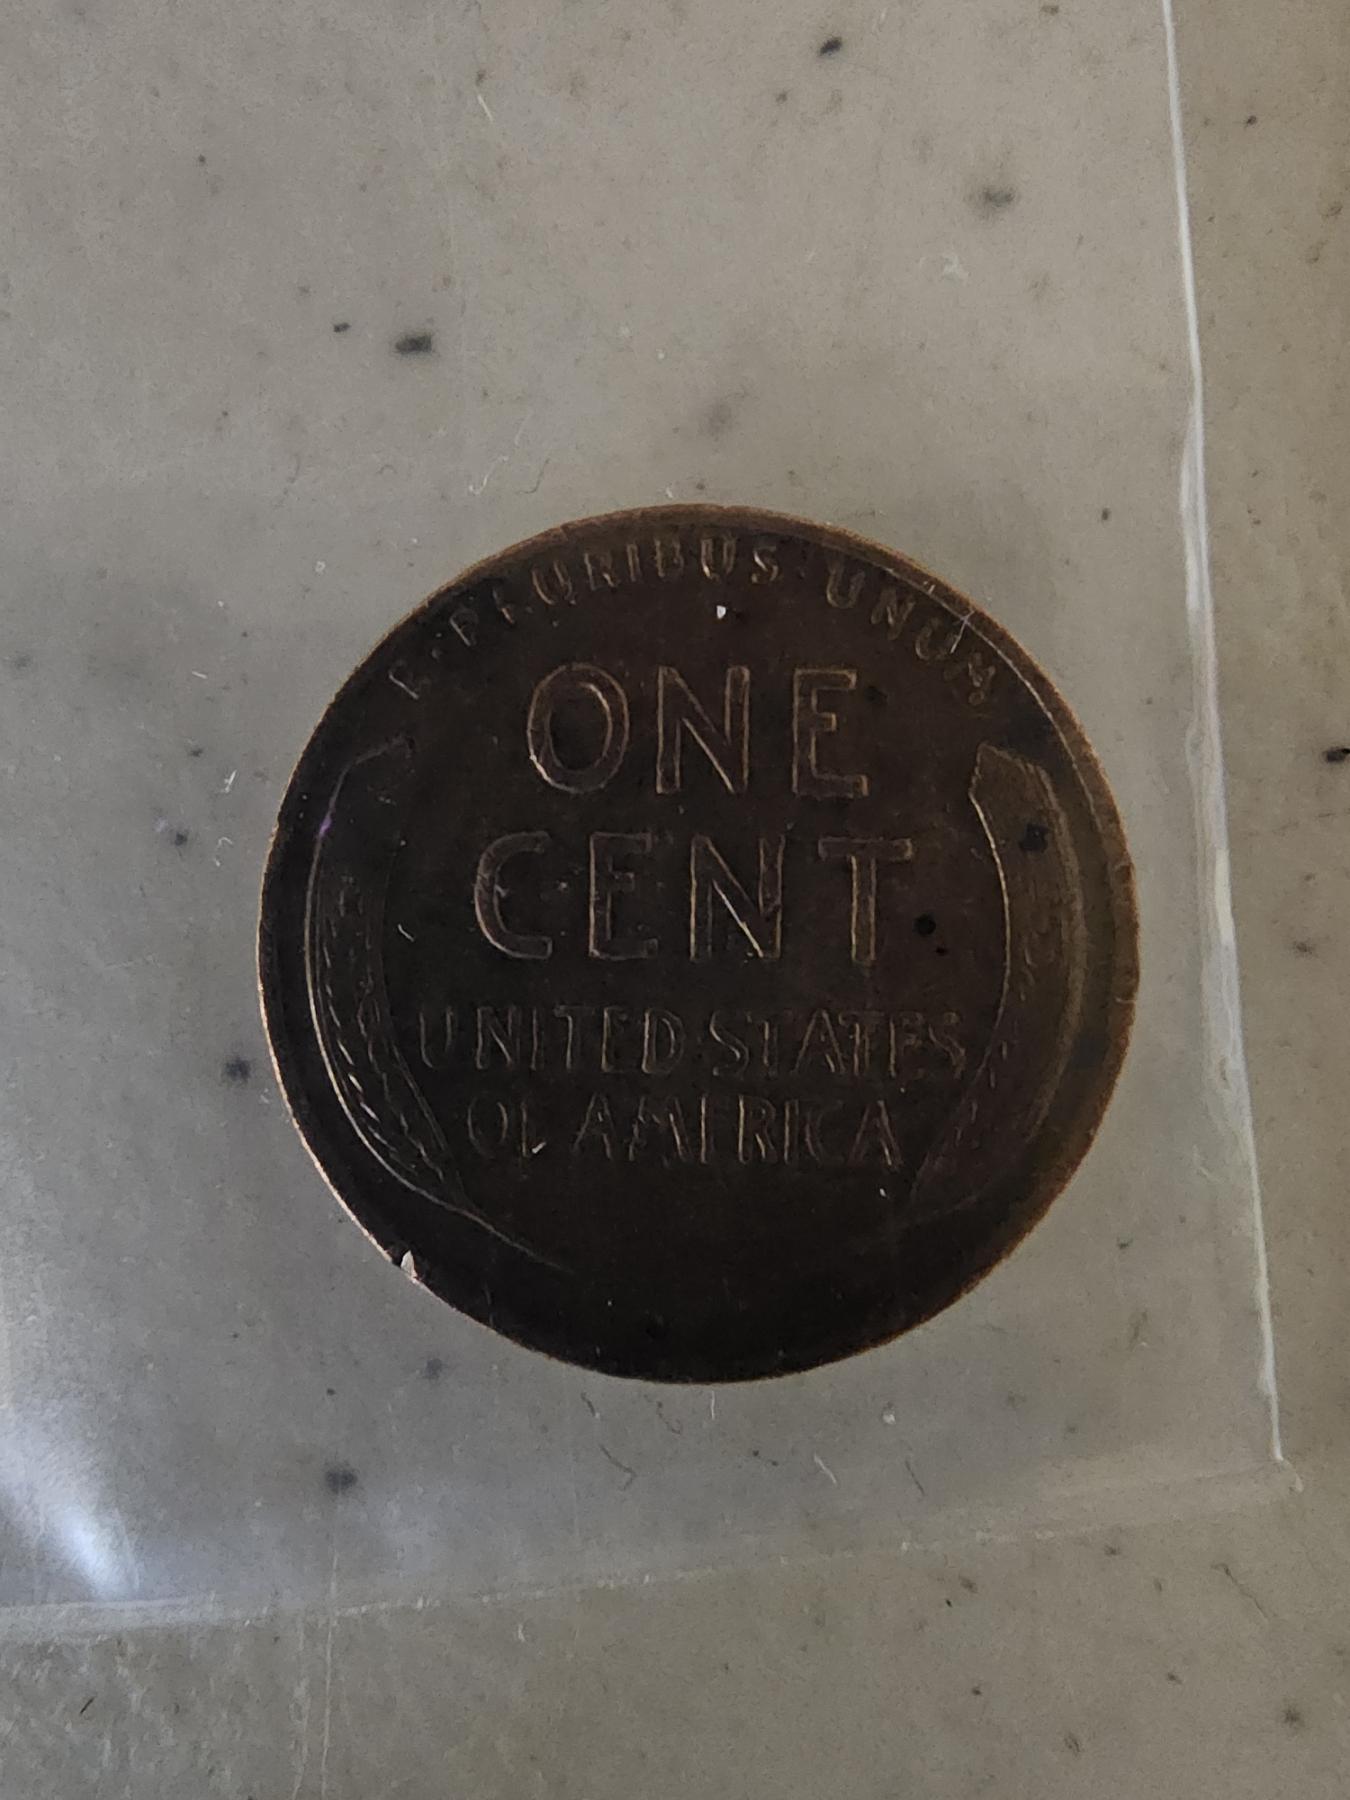 E·PLURIBUS·UNUM
ONE
CENT
UNITED STATES
OF AMERICA